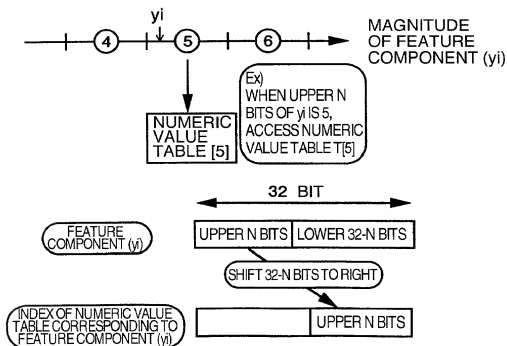 yi
4 5 6
MAGNITUDE
OF FEATURE
COMPONENT (yi)
NUMERIC
VALUE
TABLE [5]
Ex)
WHEN UPPER N
BITS OF yi IS 5,
ACCESS NUMERIC
VALUE TABLE T[5]
32 BIT
FEATURE
COMPONENT (yi)
UPPER N BITS LOWER 32-N BITS
SHIFT 32-N BITS TO RIGHT
INDEX OF NUMERIC VALUE
TABLE CORRESPONDING TO
FEATURE COMPONENT (yi)
UPPER N BITS